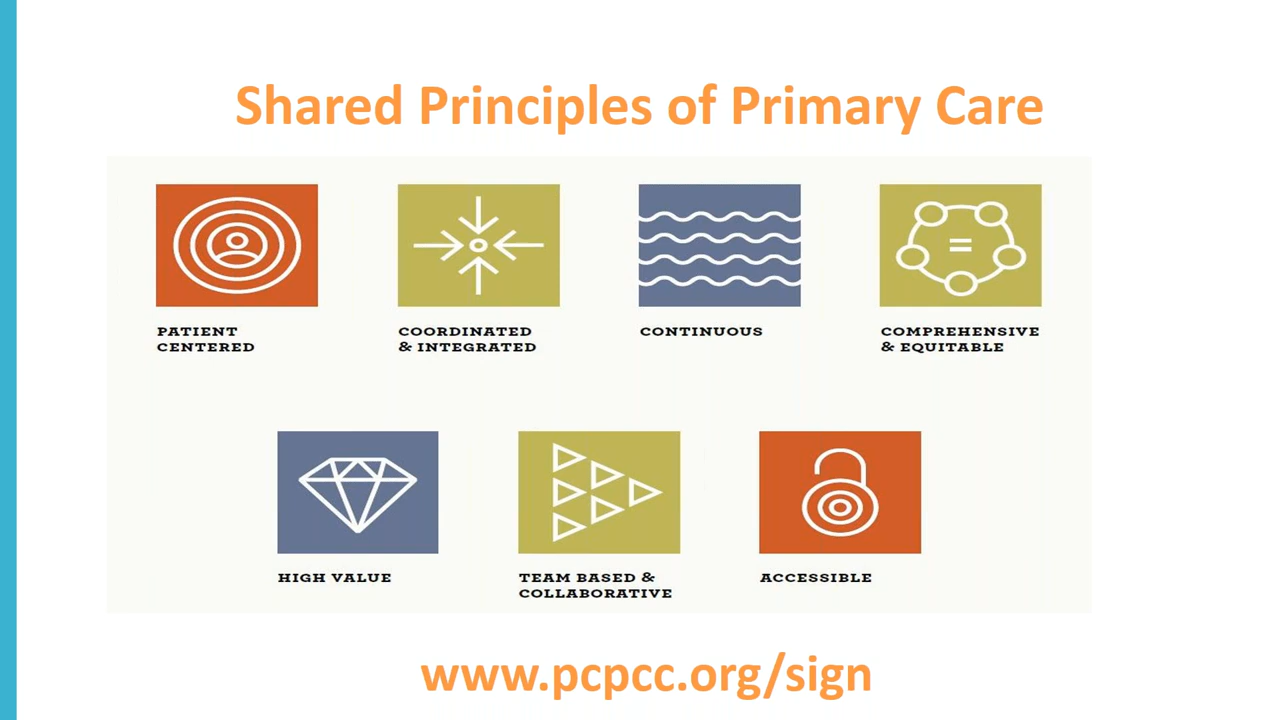 Shared Principles of Primary Care
PATIENT
CENTERED
COORDINATED
& INTEGRATED
CONTINUOUS
=
COMPREHENSIVE
& EQUITABLE
HIGH VALUE
TEAM BASED &
COLLABORATIVE
ACCESSIBLE
www.pcpcc.org/sign